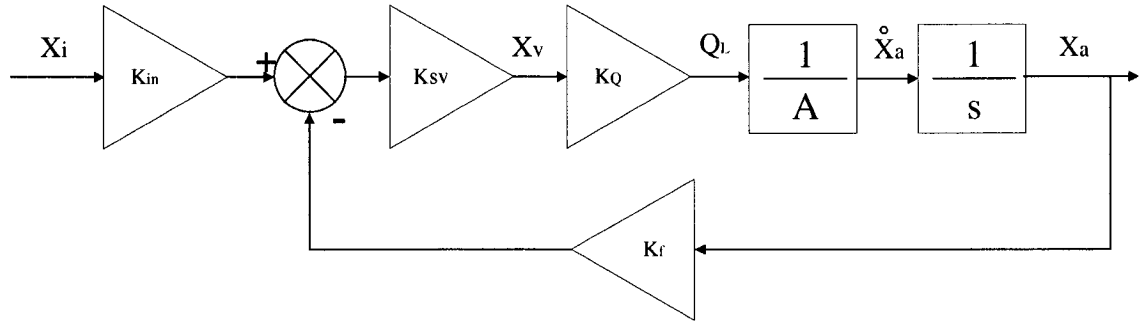 Xi
Kin
+
-
Ksv
Xv
KQ
QL
1
A
X̊a
1
s
Xa
Kf